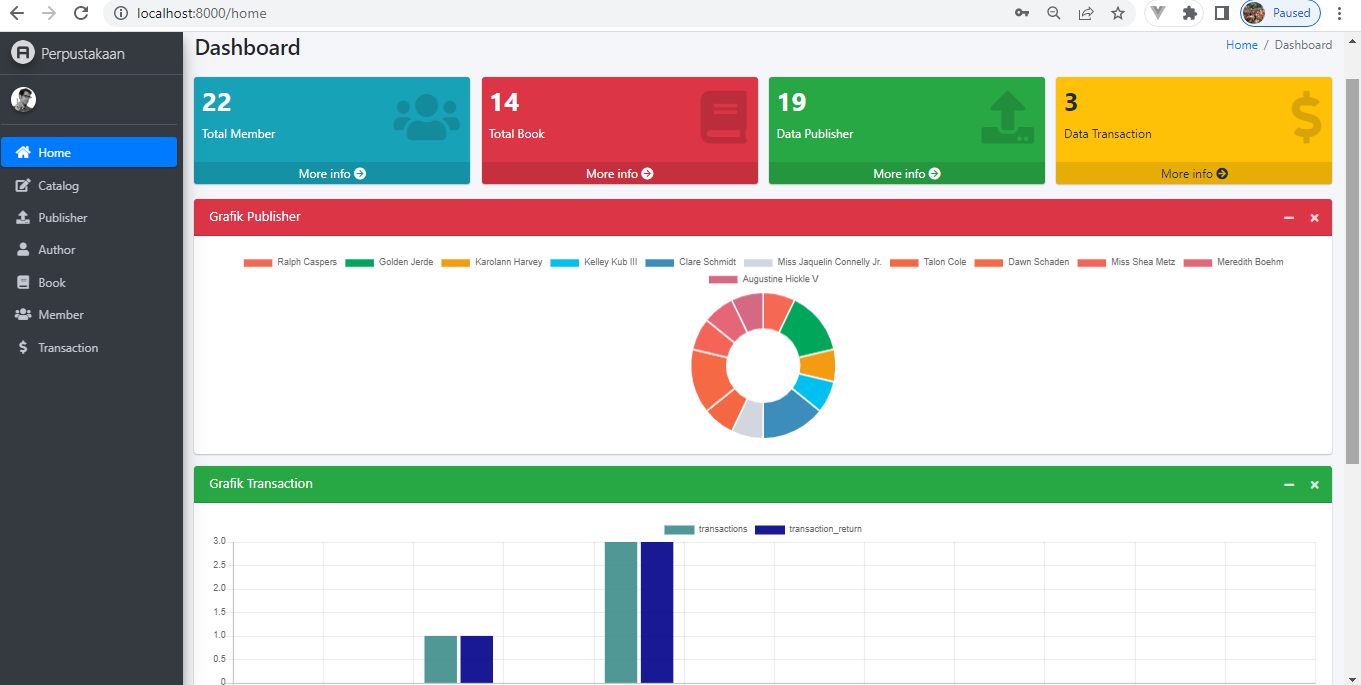 localhost:8000/home
Paused
Perpustakaan
Home
Catalog
Publisher
Author
Book
Member
Transaction
Dashboard
Home / Dashboard
22
Total Member
More info
14
Total Book
More info
19
Data Publisher
More info
3
Data Transaction
More info
Grafik Publisher
Ralph Caspers Golden Jerde Karolann Harvey Kelley Kub III Clare Schmidt Miss Jaquelin Connelly Jr. Talon Cole Dawn Schaden Miss Shea Metz Meredith Boehm
Augustine Hickle V
Grafik Transaction
transactions transaction_return
3.0
2.5
2.0
1.5
1.0
0.5
0